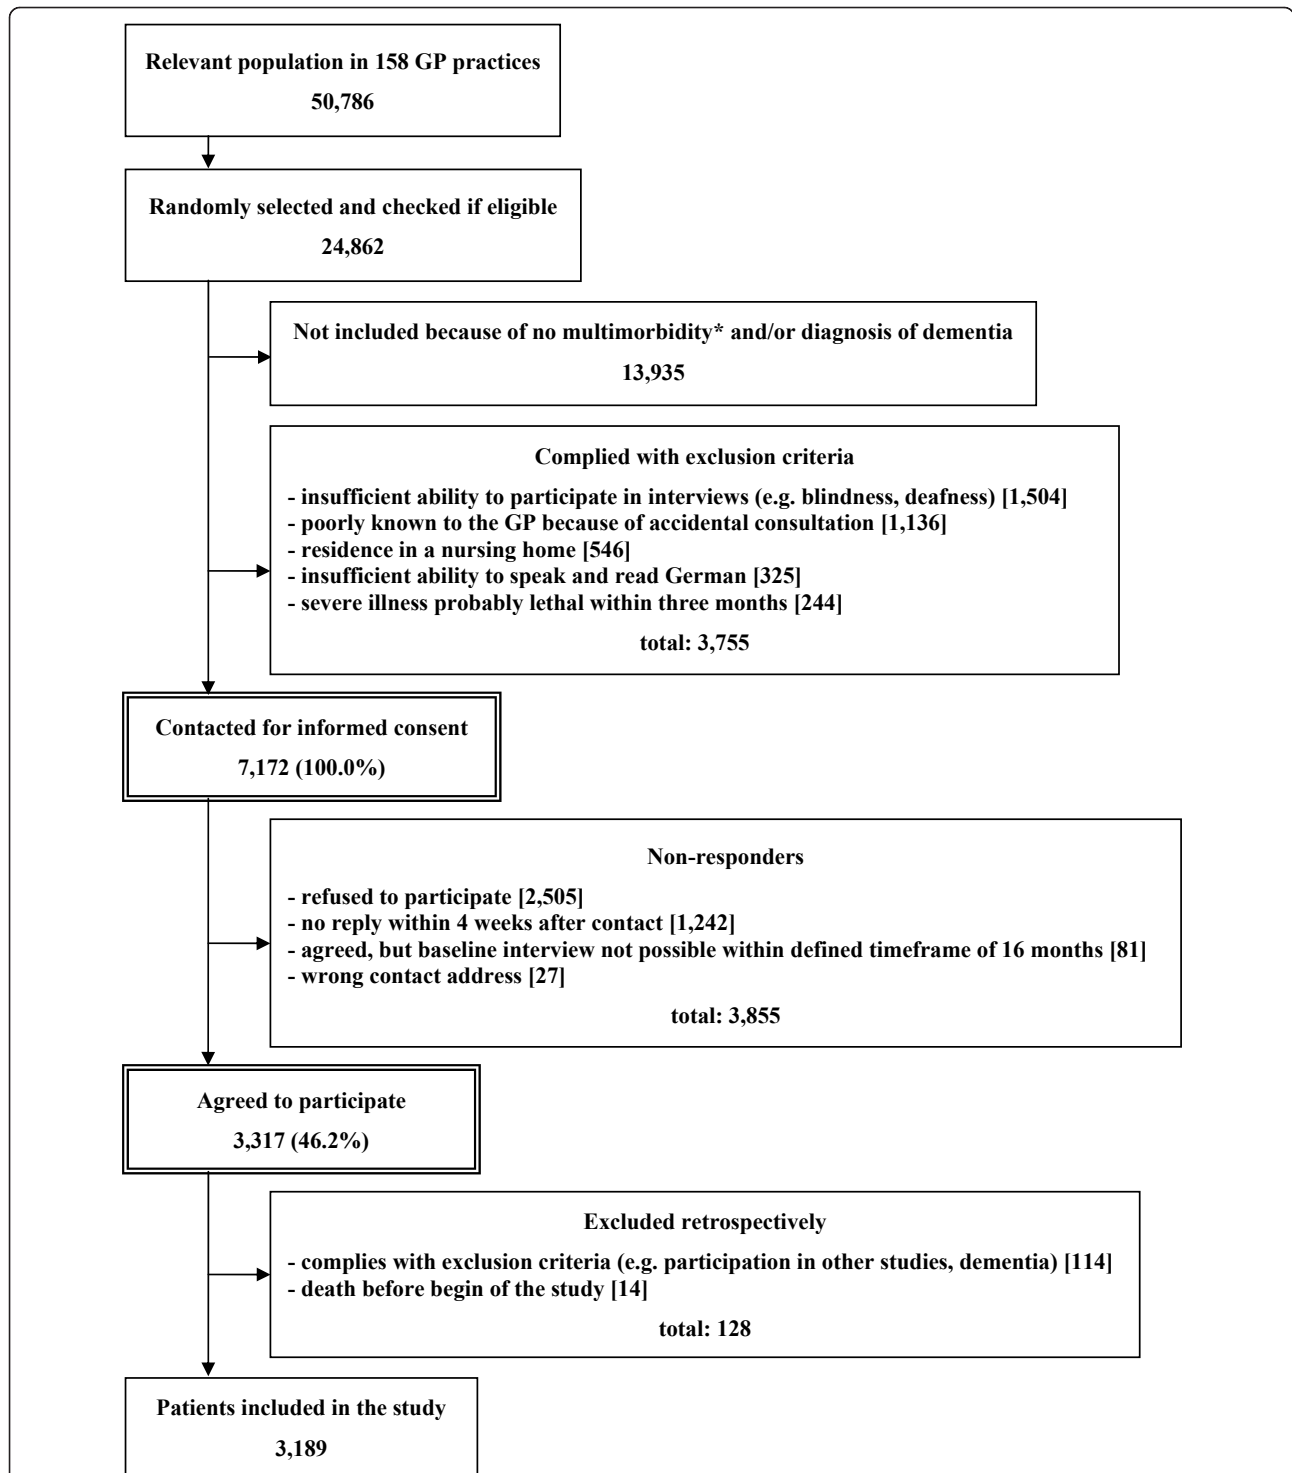 Relevant population in 158 GP practices
50,786
Randomly selected and checked if eligible
24,862
Not included because of no multimorbidity* and/or diagnosis of dementia
13,935
Complied with exclusion criteria
- insufficient ability to participate in interviews (e.g. blindness, deafness) [1,504]
- poorly known to the GP because of accidental consultation [1,136]
- residence in a nursing home [546]
- insufficient ability to speak and read German [325]
- severe illness probably lethal within three months [244]
total: 3,755
Contacted for informed consent
7,172 (100.0%)
Non-responders
- refused to participate [2,505]
- no reply within 4 weeks after contact [1,242]
- agreed, but baseline interview not possible within defined timeframe of 16 months [81]
- wrong contact address [27]
total: 3,855
Agreed to participate
3,317 (46.2%)
Excluded retrospectively
- complies with exclusion criteria (e.g. participation in other studies, dementia) [114]
- death before begin of the study [14]
total: 128
Patients included in the study
3,189